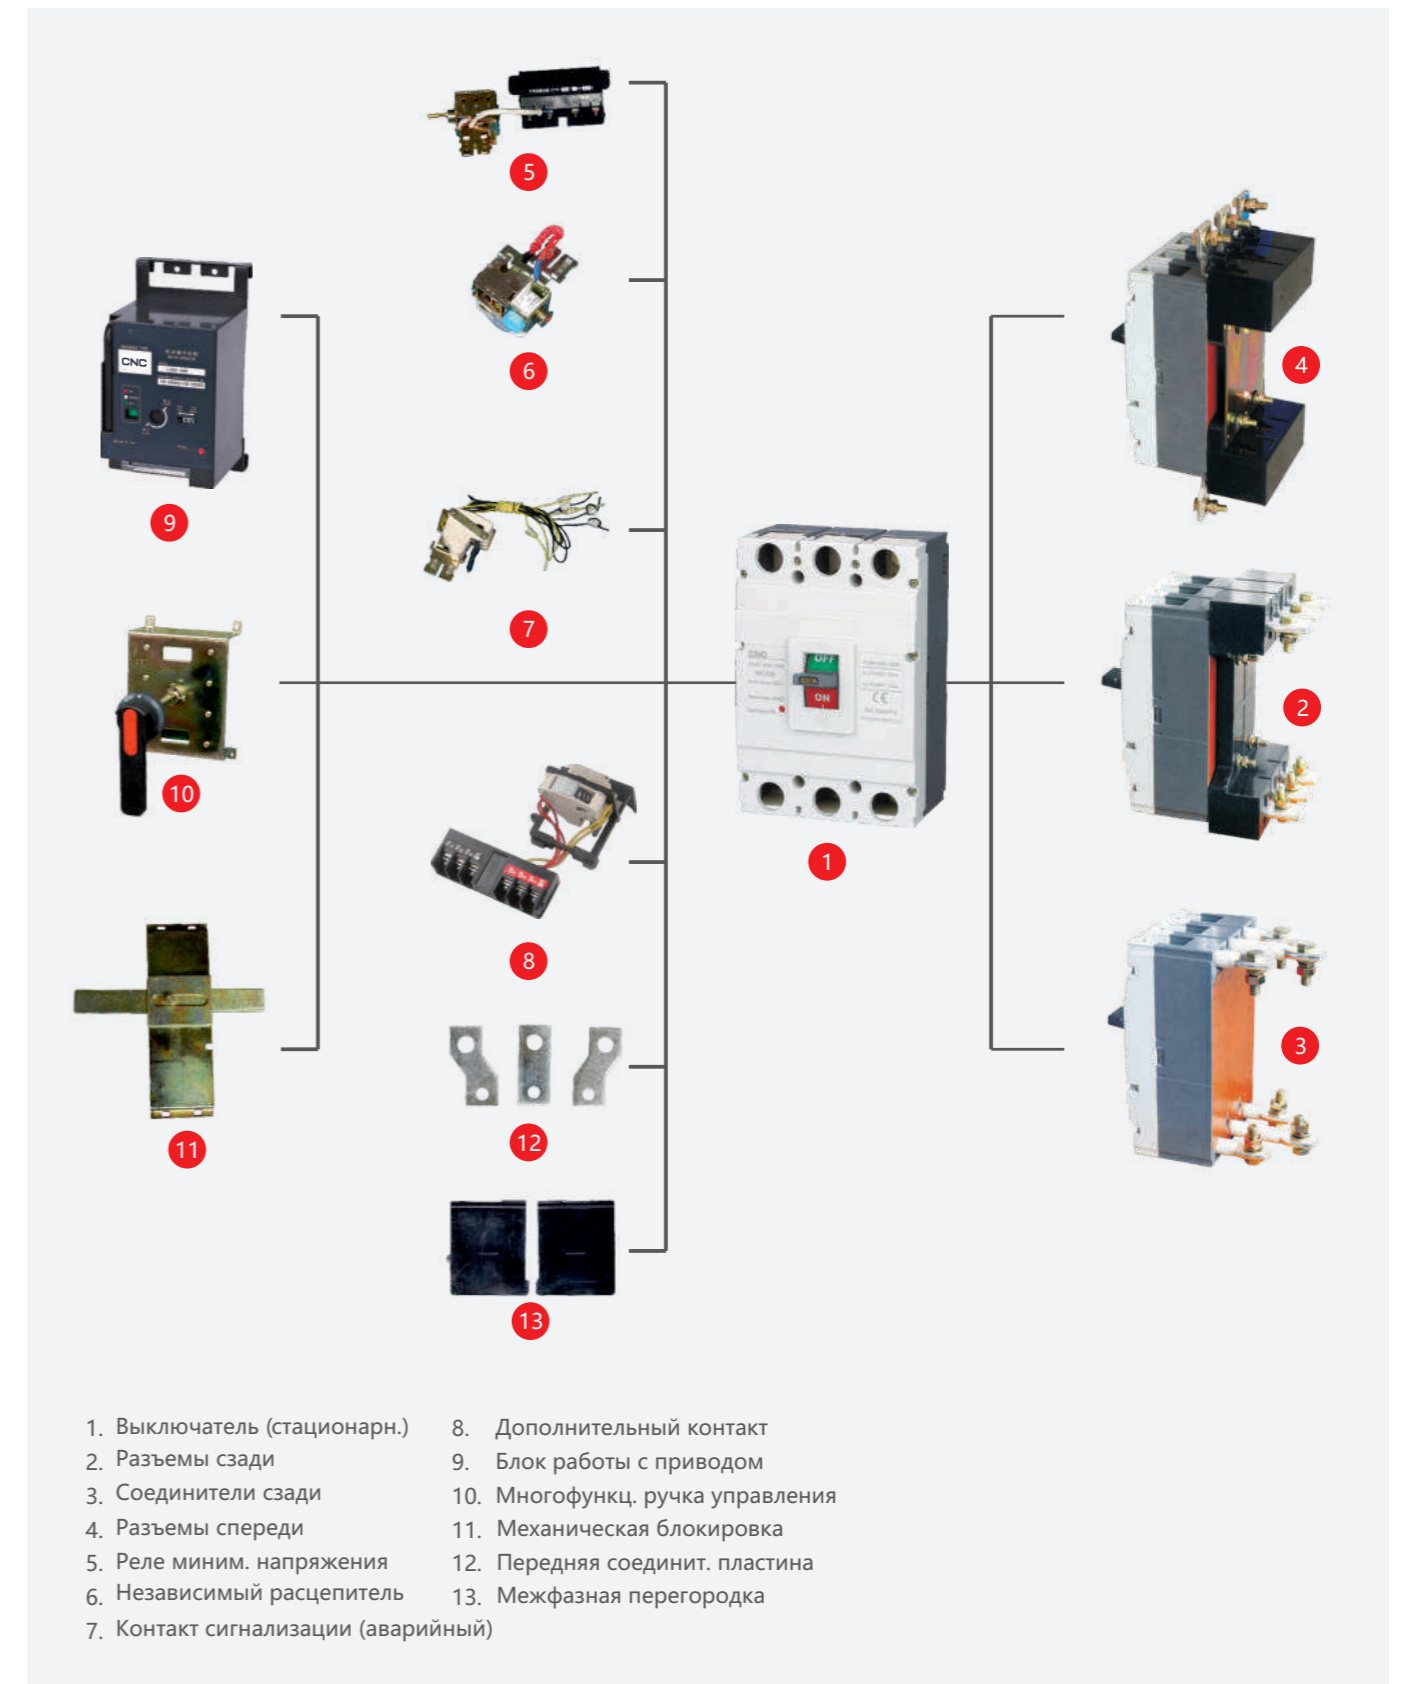 5
6
CNC
4
9
7
CNC
OFF
ON
CE
2
10
1
8
3
12
11
13
1. Выключатель (стационарн.)
2. Разъемы сзади
3. Соединители сзади
4. Разъемы спереди
5. Реле миним. напряжения
6. Независимый расцепитель
7. Контакт сигнализации (аварийный)
8. Дополнительный контакт
9. Блок работы с приводом
10. Многофункц. ручка управления
11. Механическая блокировка
12. Передняя соединит. пластина
13. Межфазная перегородка